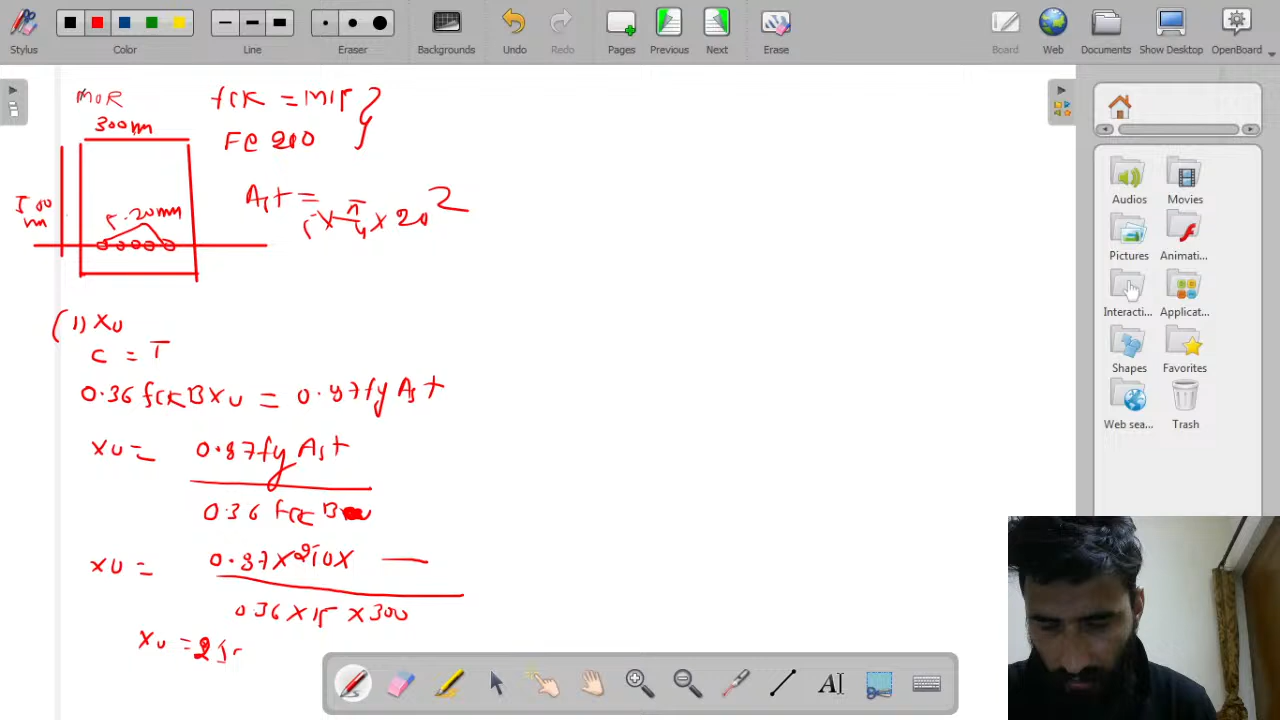 Stylus
Color
Line
Eraser
Backgrounds
Undo
Redo
Pages
Previous
Next
Erase
Board
Web
Documents
Show Desktop
OpenBoard
MOR
300mm
fck = M15
Fe 250
500
mm
5-20mm
Ast =
5 × π/4 × 20²
(1) xu
C = T
0.36 fck B xu = 0.87 fy Ast
xu = 0.87 fy Ast
0.36 fck B
xu = 0.87 × 250 ×
0.36 × 15 × 300
xu =
Audios
Movies
Pictures
Animati...
Interacti...
Applicat...
Shapes
Favorites
Web sea...
Trash